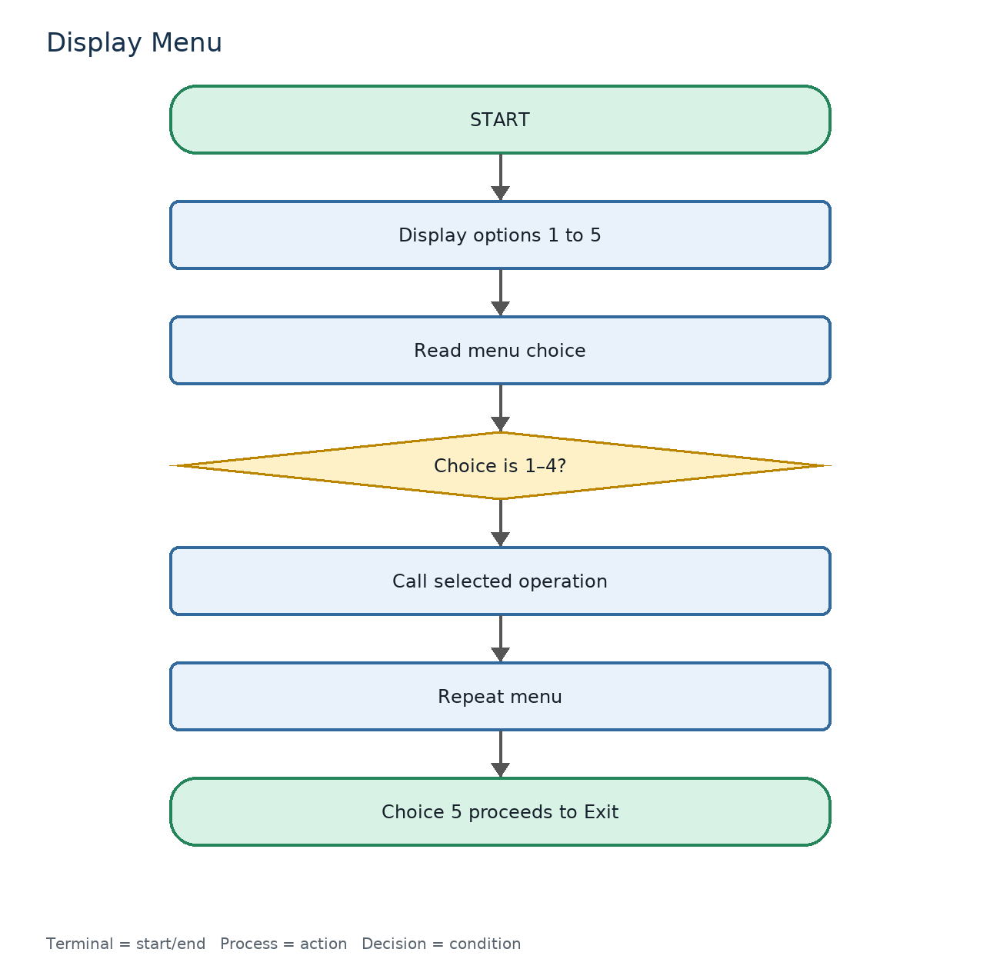 Display Menu
START
Display options 1 to 5
Read menu choice
Choice is 1–4?
Call selected operation
Repeat menu
Choice 5 proceeds to Exit
Terminal = start/end   Process = action   Decision = condition